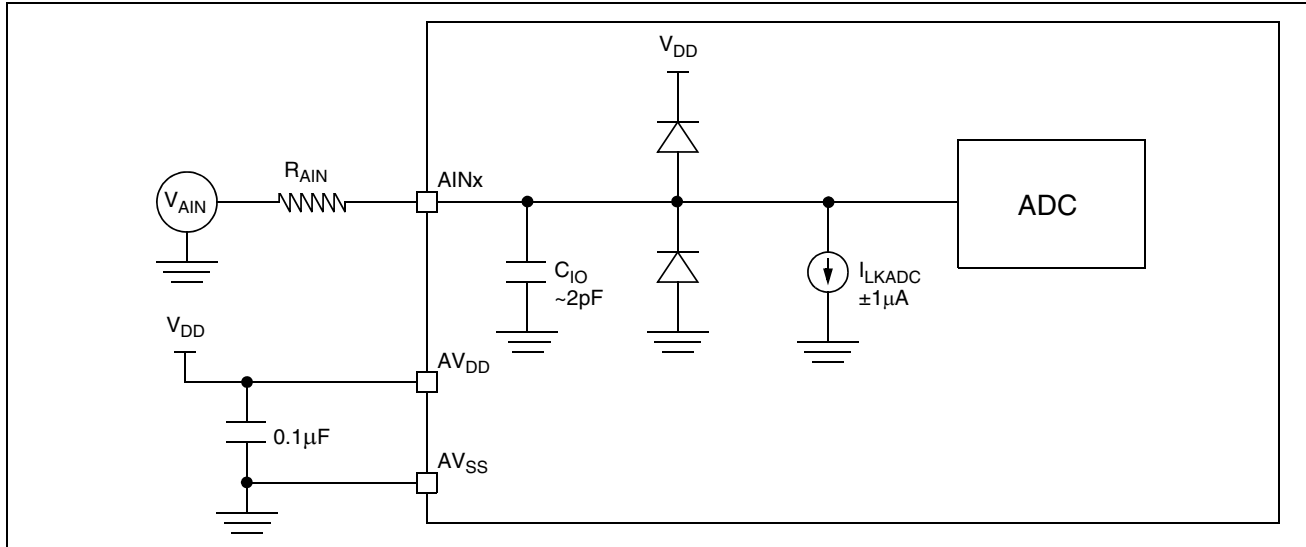 V_DD
R_AIN
AINx
V_AIN
ADC
C_IO
~2pF
I_LKADC
±1µA
V_DD
AV_DD
0.1µF
AV_SS